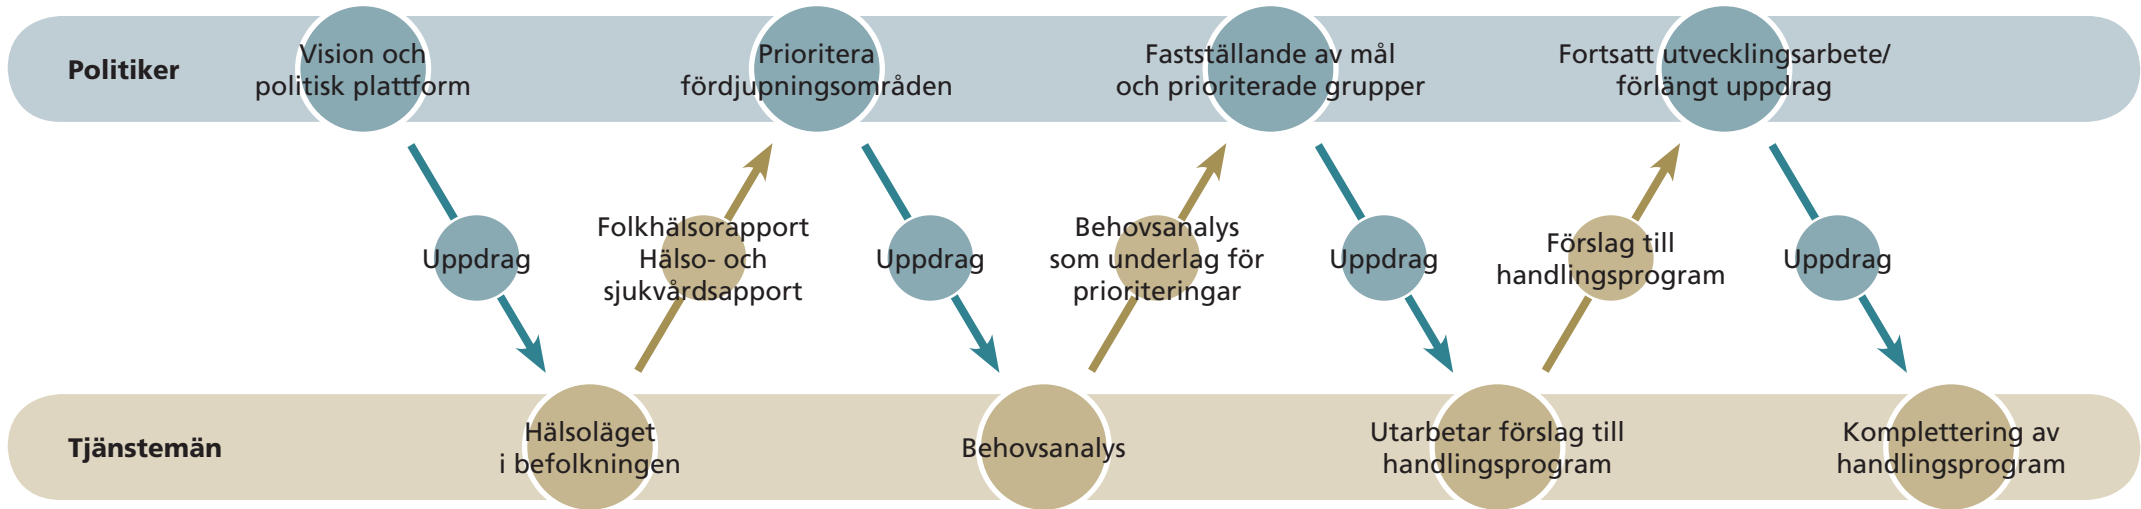 Politiker
Vision och
politisk plattform
Prioritera
fördjupningsområden
Fastställande av mål
och prioriterade grupper
Fortsatt utvecklingsarbete/
förlängt uppdrag
Uppdrag
Folkhälsorapport
Hälso- och
sjukvårdsapport
Uppdrag
Behovsanalys
som underlag för
prioriteringar
Uppdrag
Förslag till
handlingsprogram
Uppdrag
Tjänstemän
Hälsoläget
i befolkningen
Behovsanalys
Utarbetar förslag till
handlingsprogram
Komplettering av
handlingsprogram